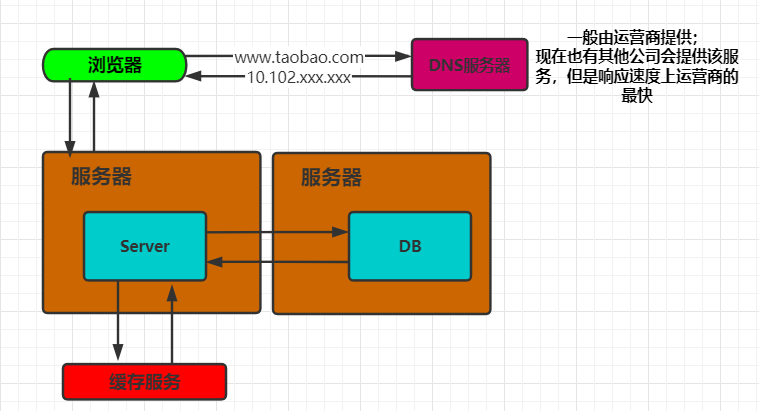 浏览器
www.taobao.com
10.102.xxx.xxx
DNS服务器
一般由运营商提供；
现在也有其他公司会提供该服
务，但是响应速度上运营商的
最快
服务器
服务器
Server
DB
缓存服务